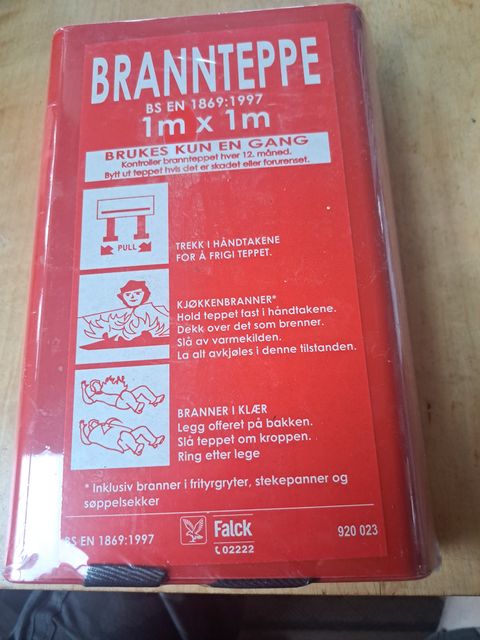 BRANNTEPPE
BS EN 1869:1997
1m x 1m
BRUKES KUN EN GANG
Kontroller brannteppet hver 12. måned.
Bytt ut teppet hvis det er skadet eller forurenset.
PULL
TREKK I HÅNDTAKENE
FOR Å FRIGI TEPPET.
KJØKKENBRANNER*
Hold teppet fast i håndtakene.
Dekk over det som brenner.
Slå av varmekilden.
La alt avkjøles i denne tilstanden.
BRANNER I KLÆR
Legg offeret på bakken.
Slå teppet om kroppen.
Ring etter lege
* Inklusiv branner i frityrgryter, stekepanner og
søppelsekker
BS EN 1869:1997
Falck
02222
920 023